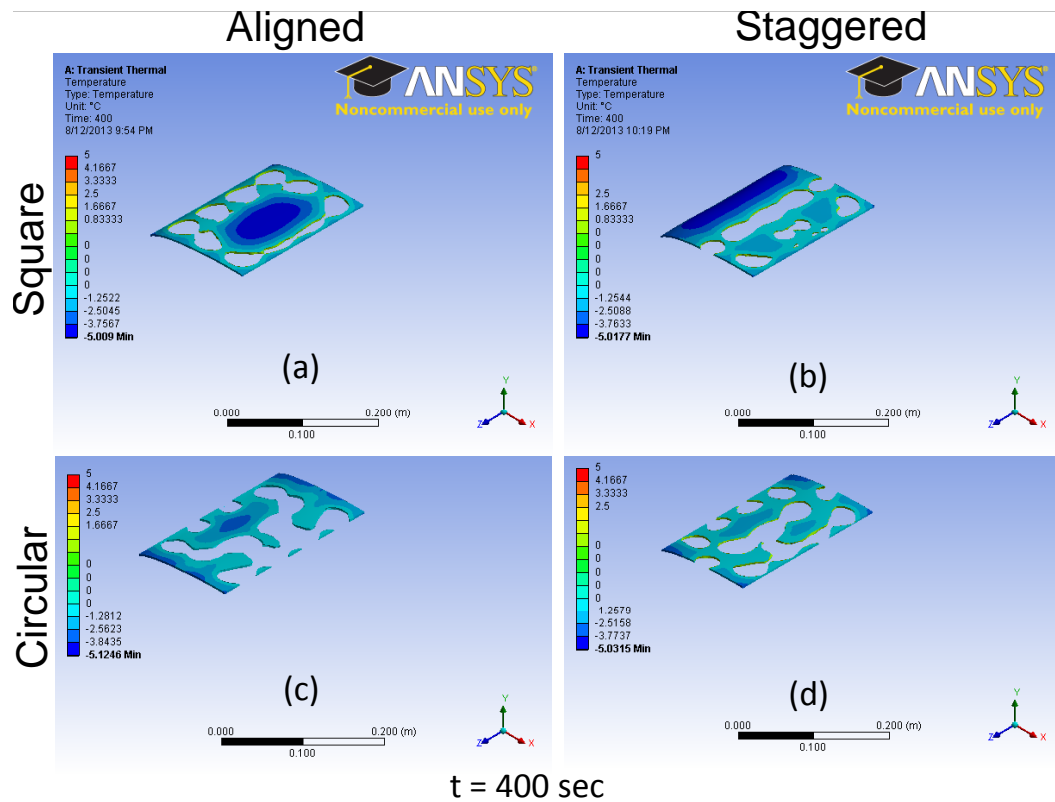 Aligned
Staggered
Square
A: Transient Thermal
Temperature
Type: Temperature
Unit: °C
Time: 400
8/12/2013 9:54 PM
ANSYS
Noncommercial use only
5
4.1667
3.3333
2.5
1.6667
0.83333
0
0
0
0
-1.2522
-2.5045
-3.7567
-5.009 Min
(a)
0.000
0.200 (m)
0.100
Y
Z
X
A: Transient Thermal
Temperature
Type: Temperature
Unit: °C
Time: 400
8/12/2013 10:19 PM
ANSYS
Noncommercial use only
5
2.5
1.6667
0.83333
0
0
0
0
-1.2544
-2.5088
-3.7633
-5.0177 Min
(b)
0.000
0.200 (m)
0.100
Y
Z
X
Circular
5
4.1667
3.3333
2.5
1.6667
0
0
0
0
-1.2812
-2.5623
-3.8435
-5.1246 Min
(c)
0.000
0.200 (m)
0.100
Y
Z
X
5
4.1667
3.3333
2.5
0
0
0
0
1.2579
-2.5158
-3.7737
-5.0315 Min
(d)
0.000
0.200 (m)
0.100
Y
Z
X
t = 400 sec